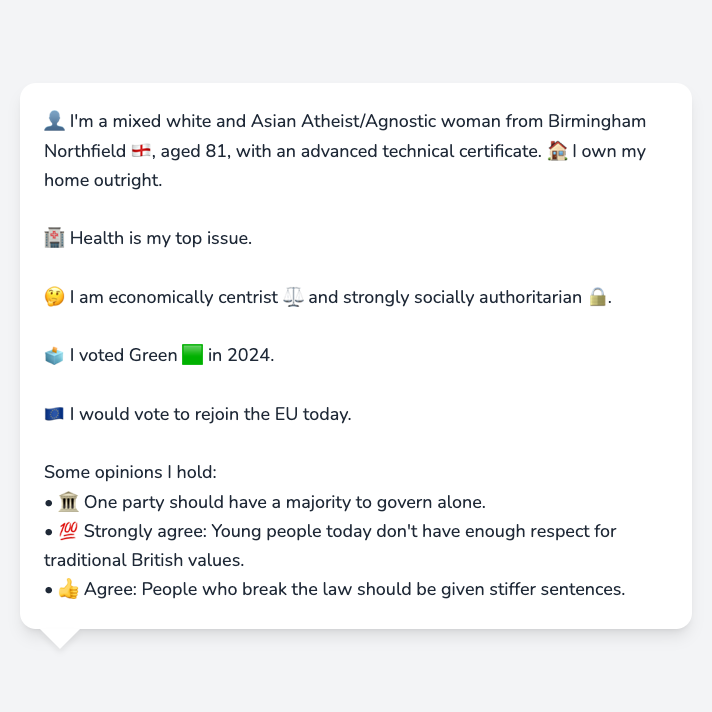 👤 I'm a mixed white and Asian Atheist/Agnostic woman from Birmingham
Northfield 🏴󠁧󠁢󠁥󠁮󠁧󠁿, aged 81, with an advanced technical certificate. 🏠 I own my
home outright.
🏥 Health is my top issue.
🤔 I am economically centrist ⚖️ and strongly socially authoritarian 🔒.
🗳️ I voted Green 🟩 in 2024.
🇪🇺 I would vote to rejoin the EU today.
Some opinions I hold:
• 🏛️ One party should have a majority to govern alone.
• 💯 Strongly agree: Young people today don't have enough respect for
traditional British values.
• 👍 Agree: People who break the law should be given stiffer sentences.